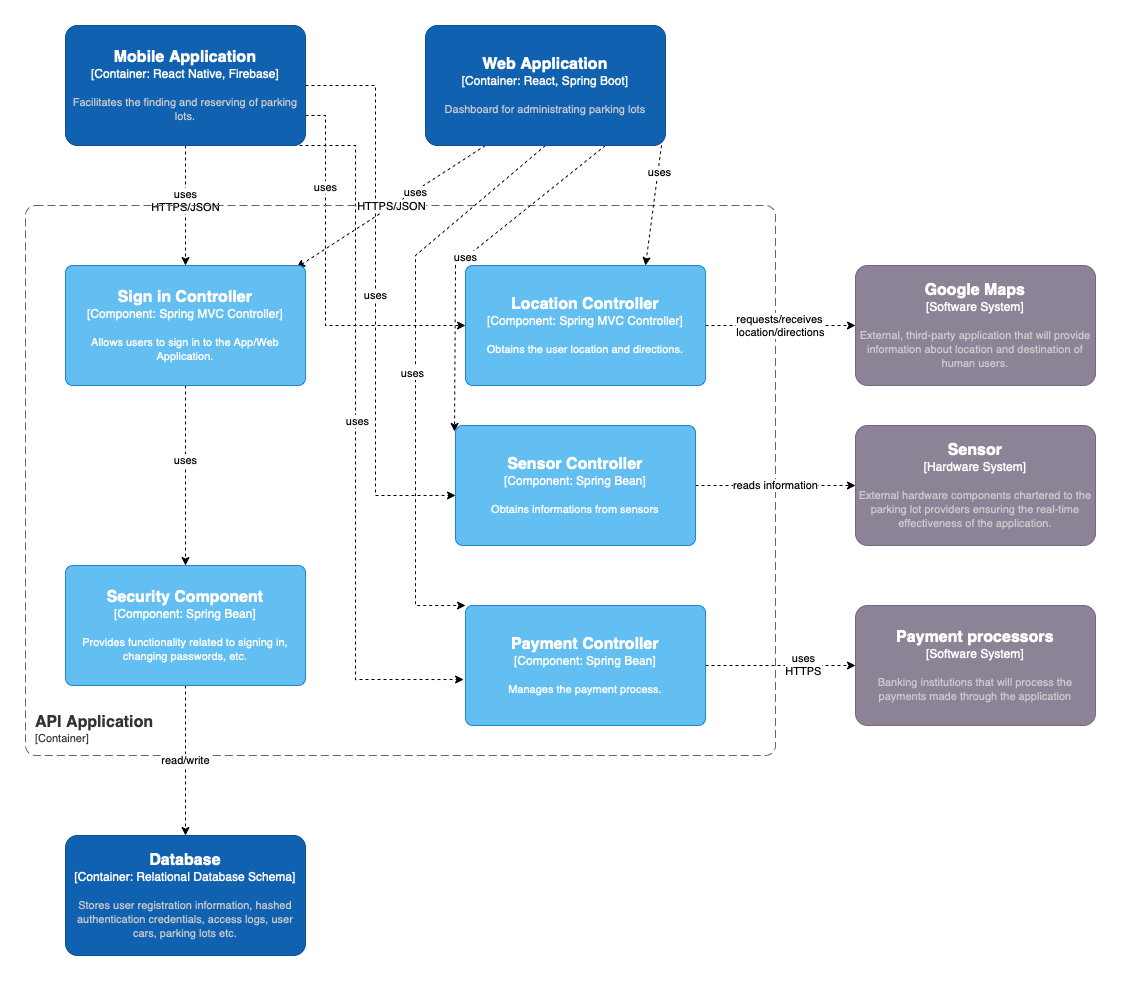 Mobile Application
[Container: React Native, Firebase]
Facilitates the finding and reserving of parking
lots.
Web Application
[Container: React, Spring Boot]
Dashboard for administrating parking lots
uses
HTTPS/JSON
uses
uses
HTTPS/JSON
uses
uses
Sign in Controller
[Component: Spring MVC Controller]
Allows users to sign in to the App/Web
Application.
uses
Location Controller
[Component: Spring MVC Controller]
Obtains the user location and directions.
requests/receives
location/directions
Google Maps
[Software System]
External, third-party application that will provide
information about location and destination of
human users.
uses
uses
uses
Sensor Controller
[Component: Spring Bean]
Obtains informations from sensors
reads information
Sensor
[Hardware System]
External hardware components chartered to the
parking lot providers ensuring the real-time
effectiveness of the application.
Security Component
[Component: Spring Bean]
Provides functionality related to signing in,
changing passwords, etc.
Payment Controller
[Component: Spring Bean]
Manages the payment process.
uses
HTTPS
Payment processors
[Software System]
Banking institutions that will process the
payments made through the application
API Application
[Container]
read/write
Database
[Container: Relational Database Schema]
Stores user registration information, hashed
authentication credentials, access logs, user
cars, parking lots etc.